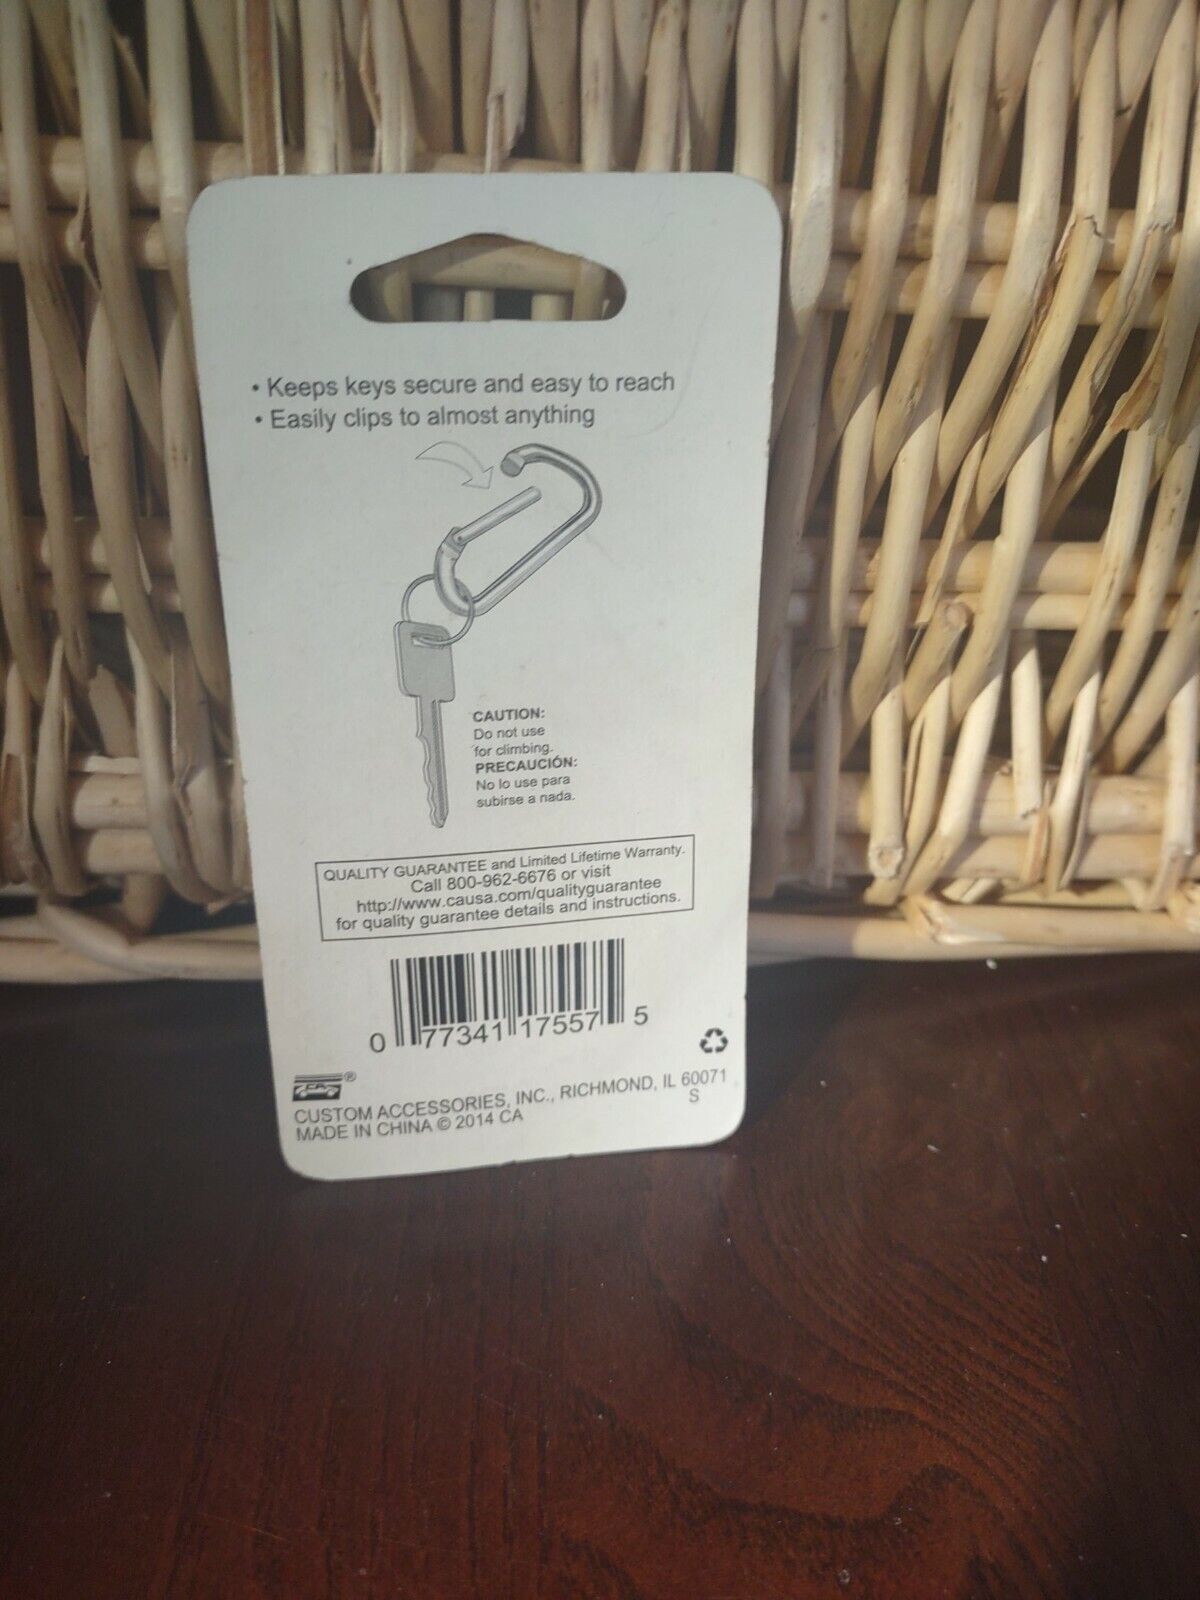 • Keeps keys secure and easy to reach
• Easily clips to almost anything
CAUTION:
Do not use
for climbing.
PRECAUCIÓN:
No lo use para
subirse a nada.
QUALITY GUARANTEE and Limited Lifetime Warranty.
Call 800-962-6676 or visit
http://www.causa.com/qualityguarantee
for quality guarantee details and instructions.
0 77341 17557 5
®
CUSTOM ACCESSORIES, INC., RICHMOND, IL 60071
MADE IN CHINA © 2014 CA
S